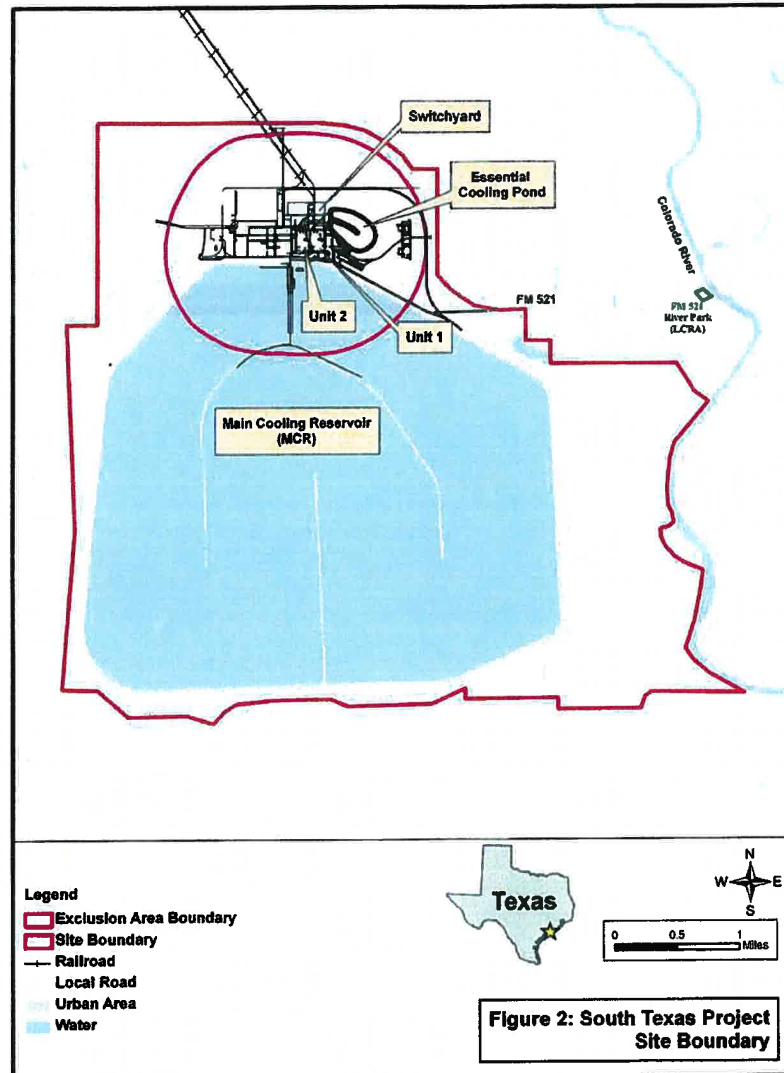 Switchyard
Essential
Cooling Pond
Colorado River
FM 521
River Park
(LCRA)
FM 521
Unit 2
Unit 1
Main Cooling Reservoir
(MCR)
Legend
Exclusion Area Boundary
Site Boundary
Railroad
Local Road
Urban Area
Water
Texas
N
W E
S
0 0.5 1
Miles
Figure 2: South Texas Project
Site Boundary